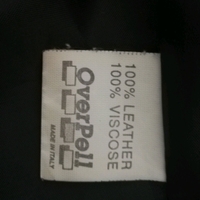 100% LEATHER
100% VISCOSE
OverPell
MADE IN ITALY